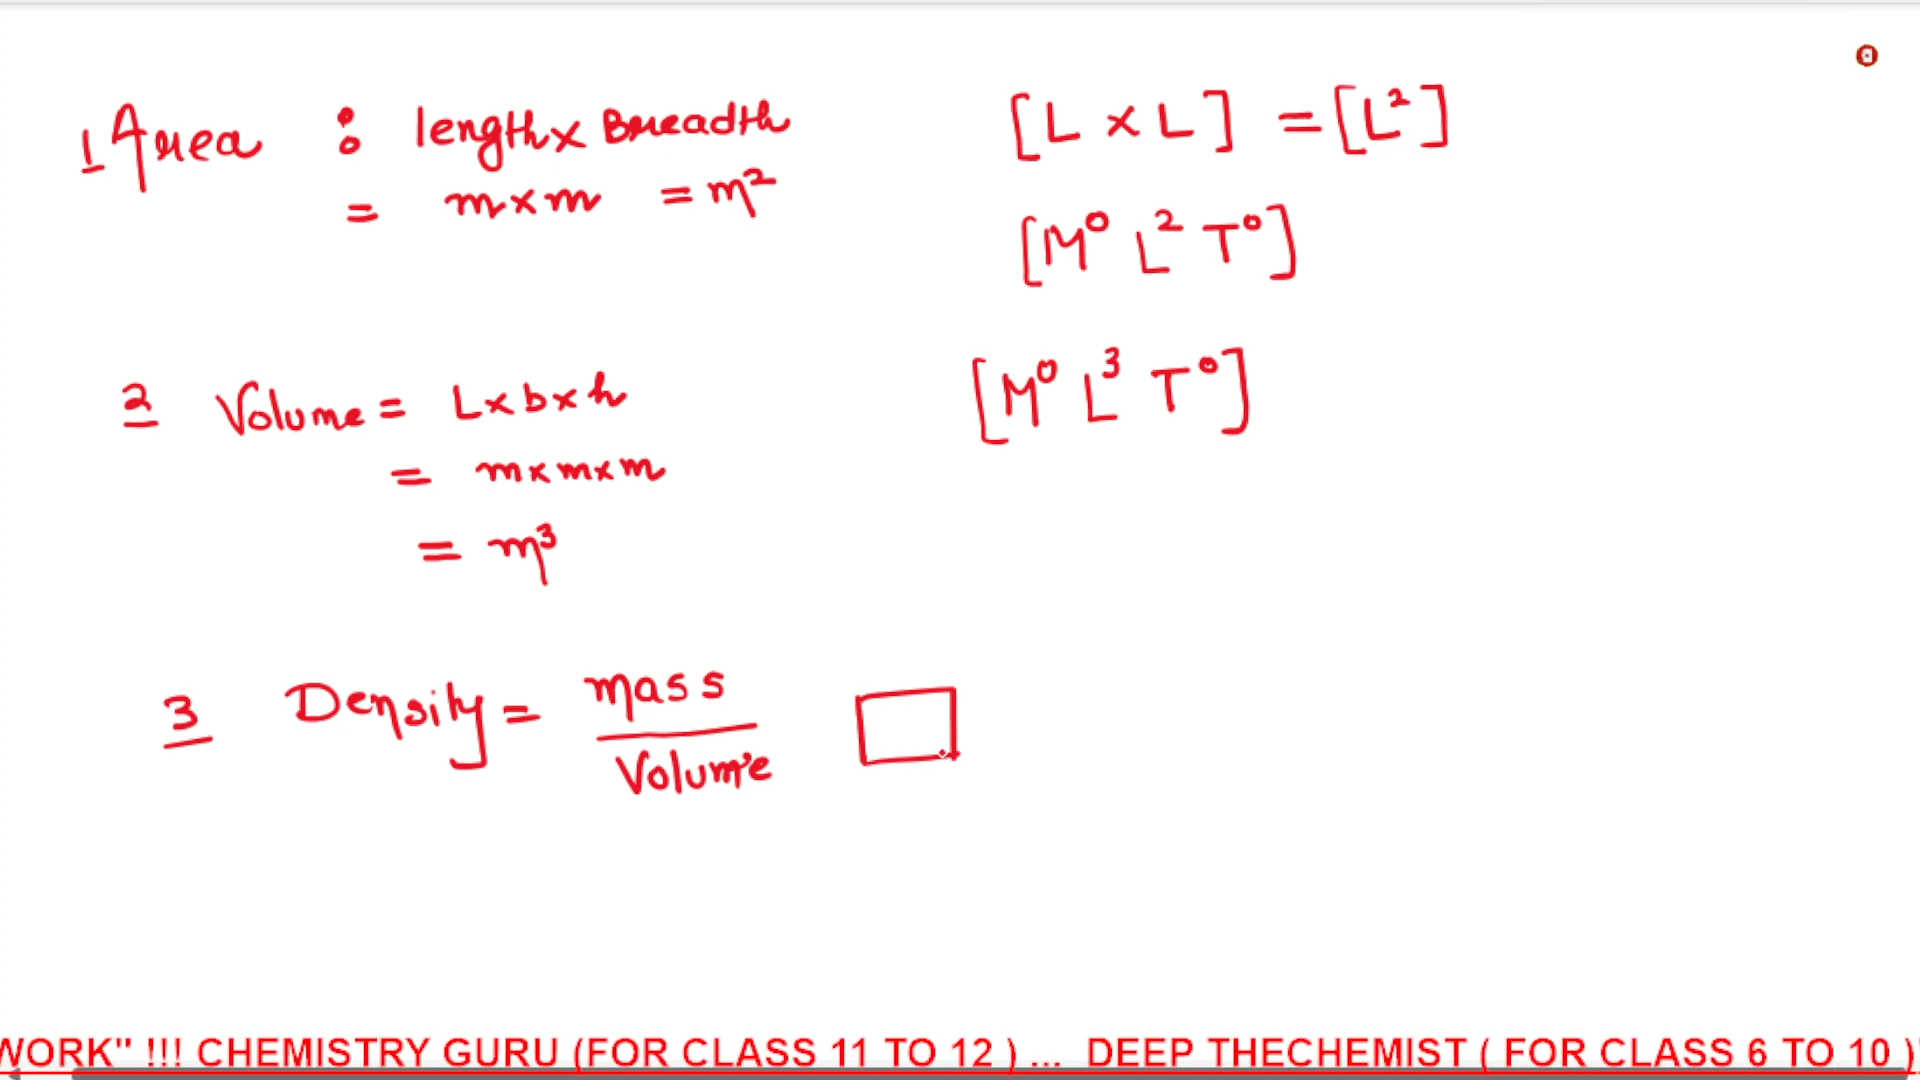 1 Area : length x Breadth [L x L] = [L²]
= m x m = m²
[M⁰ L² T⁰]
2 Volume = L x b x h [M⁰ L³ T⁰]
= m x m x m
= m³
3 Density = mass / Volume
WORK" !!! CHEMISTRY GURU (FOR CLASS 11 TO 12 ) ... DEEP THECHEMIST ( FOR CLASS 6 TO 10 )